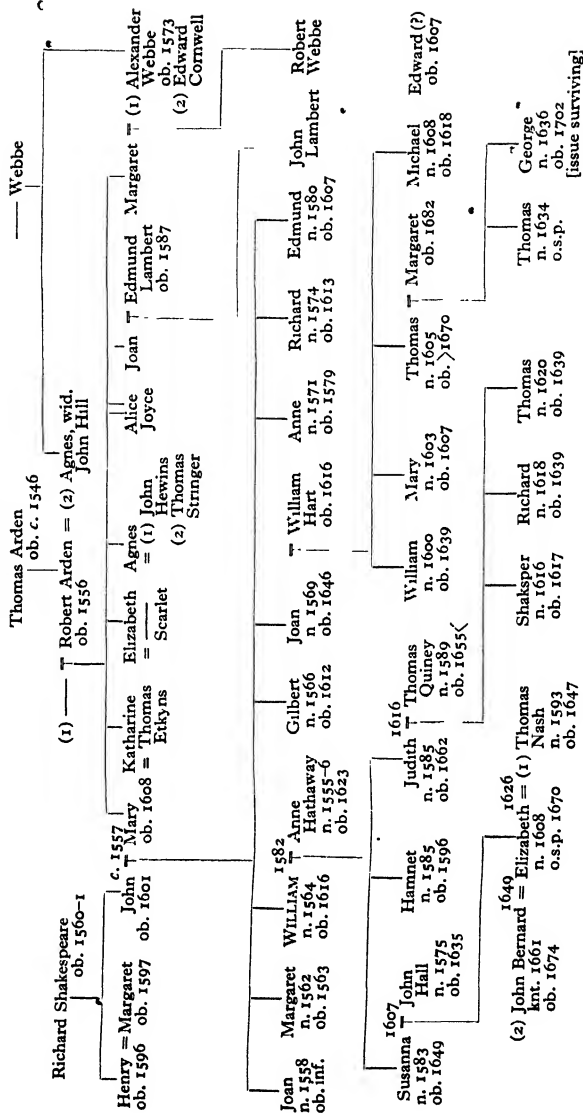 Thomas Arden
ob. c. 1546
—— Webbe
Richard Shakespeare
ob. 1560-1
(1) ——
Robert Arden = (2) Agnes, wid.
ob. 1556
John Hill
Alexander
Webbe
ob. 1573
(2) Edward
Cornwell
Henry = Margaret
ob. 1596 ob. 1597
John
ob. 1601
c. 1557
Mary
ob. 1608
Katharine
= Thomas
Etkyns
Elizabeth
= ——
Scarlet
Agnes
= (1) John
Hewins
(2) Thomas
Stringer
Alice
Joyce
Joan
Edmund
Lambert
ob. 1587
Margaret
(1)
Joan
n. 1558
ob. inf.
Margaret
n. 1562
ob. 1563
WILLIAM
n. 1564
ob. 1616
1582
Anne
Hathaway
n. 1555-6
ob. 1623
Gilbert
n. 1566
ob. 1612
Joan
n. 1569
ob. 1646
William
Hart
ob. 1616
Anne
n. 1571
ob. 1579
Richard
n. 1574
ob. 1613
Edmund
n. 1580
ob. 1607
John
Lambert
Robert
Webbe
Susanna
n. 1583
ob. 1649
1607
John
Hall
n. 1575
ob. 1635
Hamnet
n. 1585
ob. 1596
Judith
n. 1585
ob. 1662
1616
Thomas
Quiney
n. 1589
ob. 1655<
William
n. 1600
ob. 1639
Mary
n. 1603
ob. 1607
Thomas
n. 1605
ob. >1670
Margaret
ob. 1682
Michael
n. 1608
ob. 1618
Edward (?)
ob. 1607
(2) John Bernard
knt. 1661
ob. 1674
1649
= Elizabeth =
n. 1608
o.s.p. 1670
1626
(1) Thomas
Nash
n. 1593
ob. 1647
Shaksper
n. 1616
ob. 1617
Richard
n. 1618
ob. 1639
Thomas
n. 1620
ob. 1639
Thomas
n. 1634
o.s.p.
George
n. 1636
ob. 1702
[issue surviving]